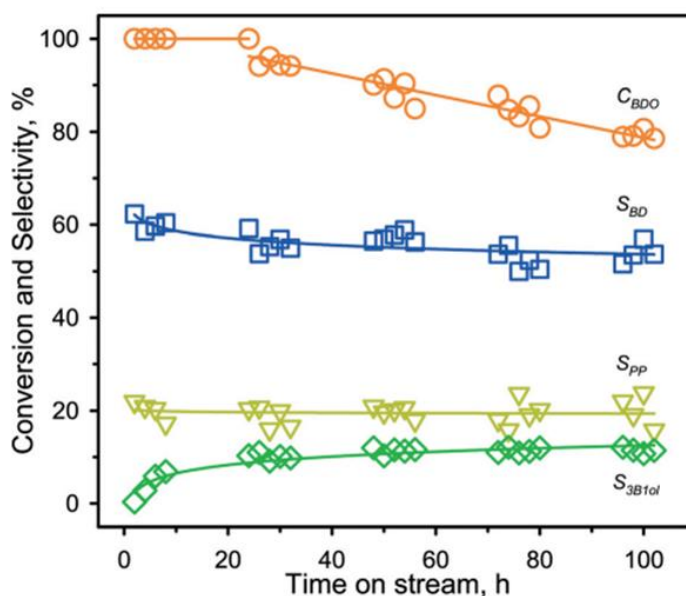 Conversion and Selectivity, %
100
80
60
40
20
0
C_BDO
S_BD
S_PP
S_3B1ol
0 20 40 60 80 100
Time on stream, h